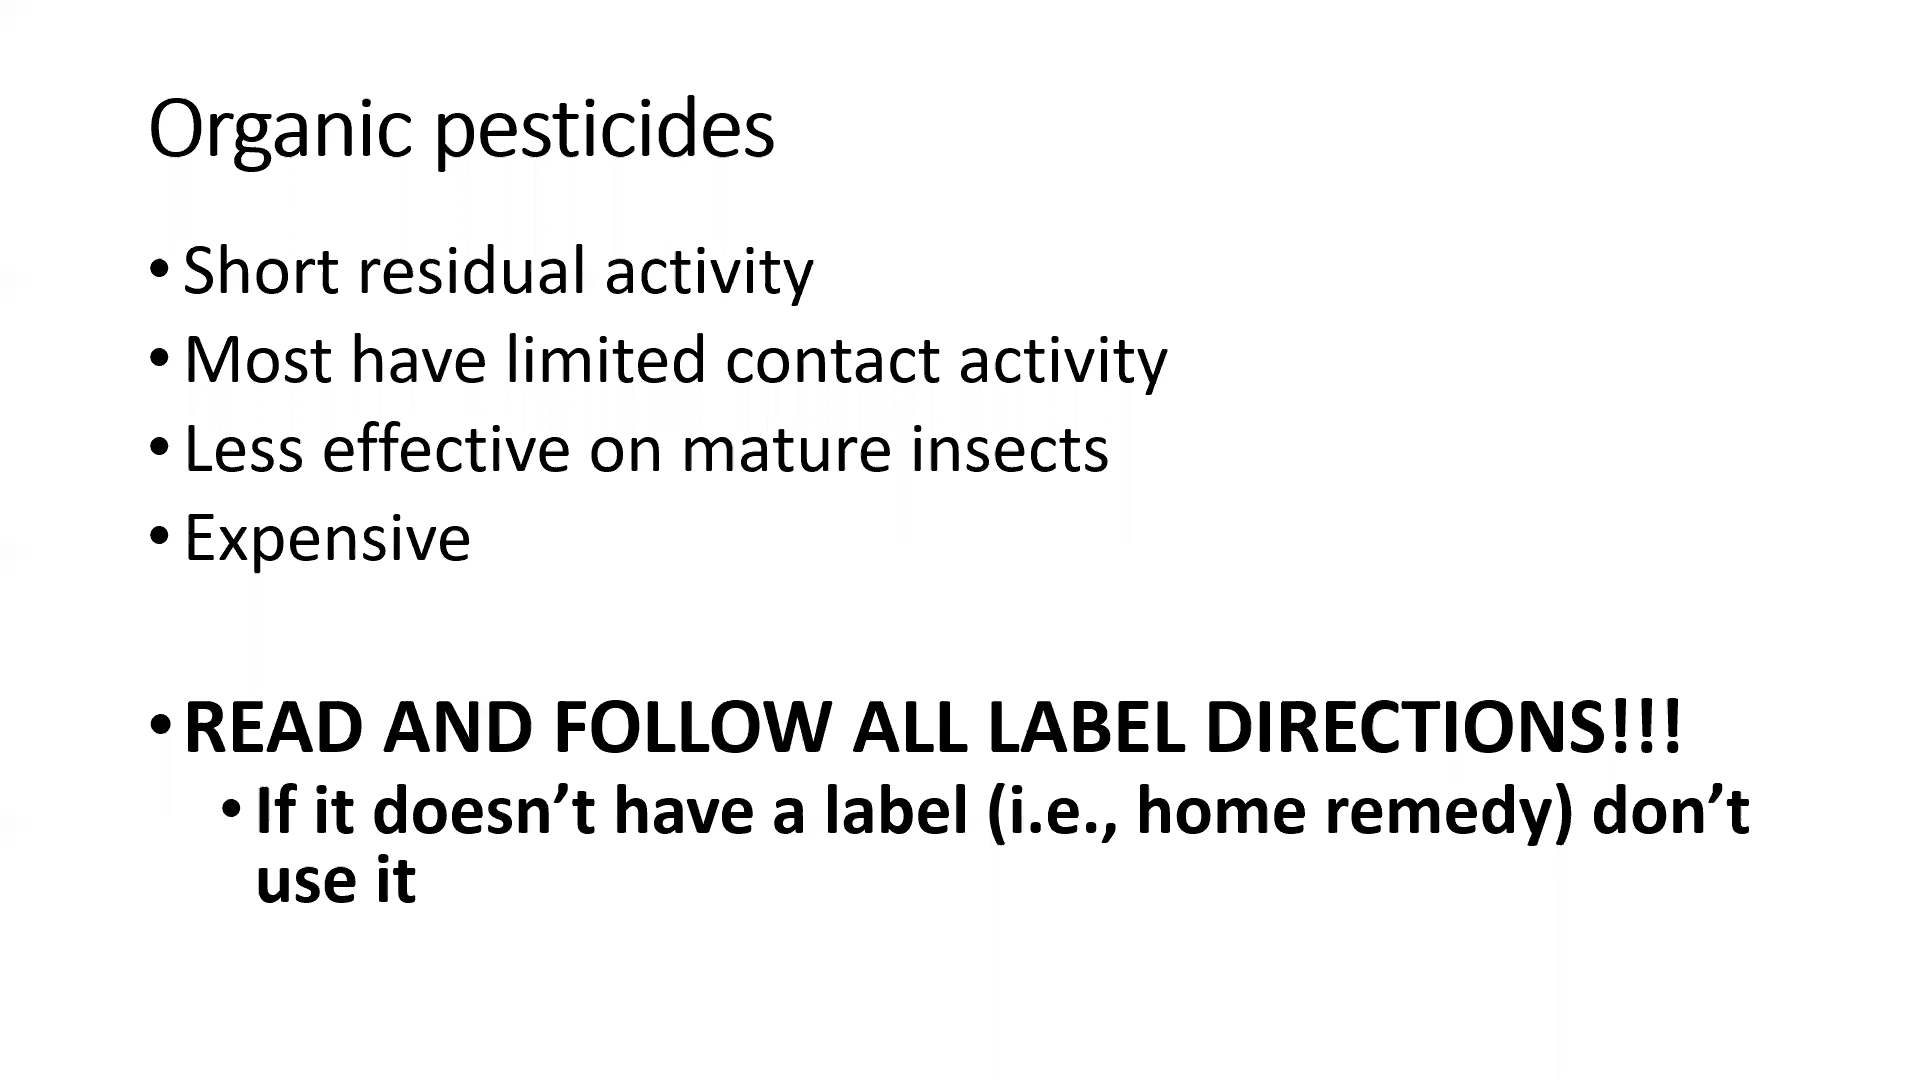 Organic pesticides
• Short residual activity
• Most have limited contact activity
• Less effective on mature insects
• Expensive
• READ AND FOLLOW ALL LABEL DIRECTIONS!!!
• If it doesn’t have a label (i.e., home remedy) don’t
use it